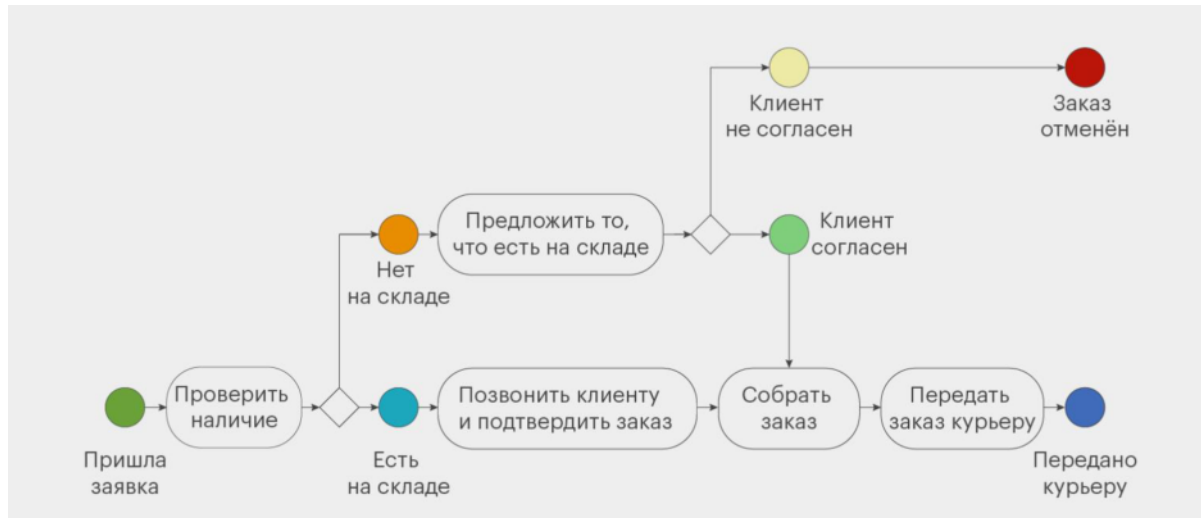 Клиент
не согласен
Заказ
отменён
Предложить то,
что есть на складе
Клиент
согласен
Нет
на складе
Проверить
наличие
Позвонить клиенту
и подтвердить заказ
Собрать
заказ
Передать
заказ курьеру
Пришла
заявка
Есть
на складе
Передано
курьеру